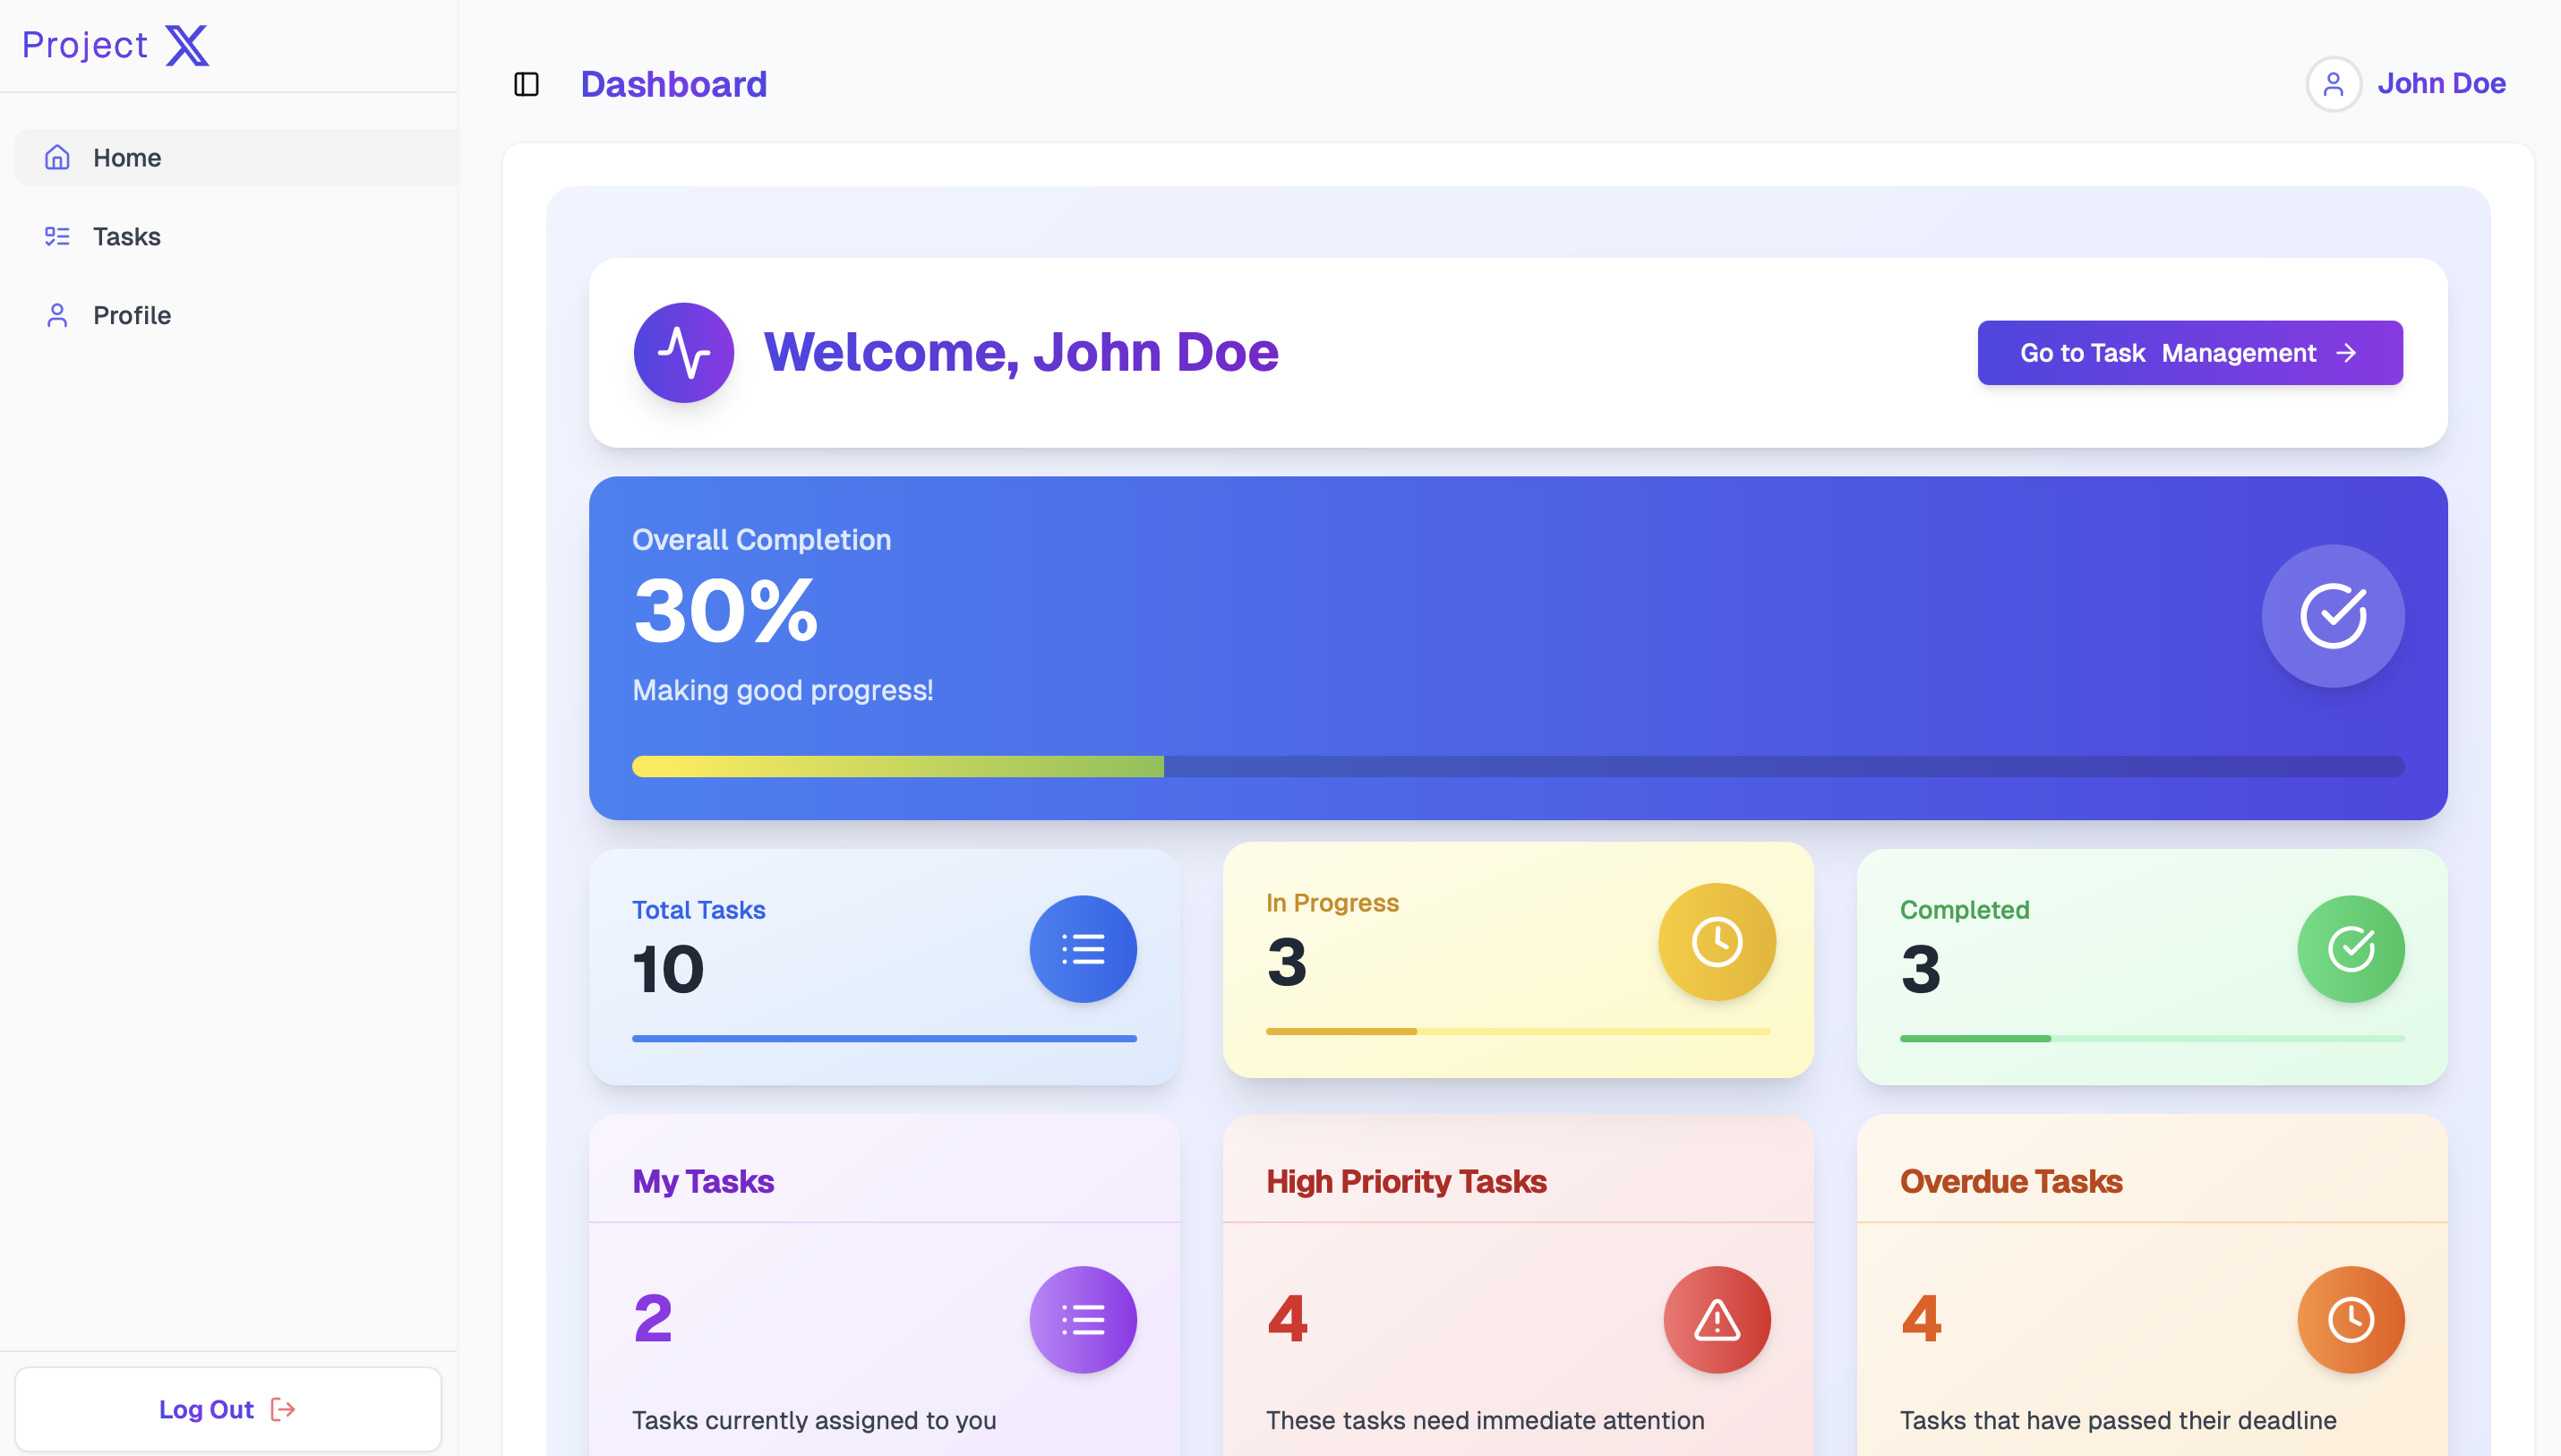 Project X
Dashboard
John Doe
Home
Tasks
Profile
Welcome, John Doe
Go to Task Management
Overall Completion
30%
Making good progress!
Total Tasks
10
In Progress
3
Completed
3
My Tasks
2
Tasks currently assigned to you
High Priority Tasks
4
These tasks need immediate attention
Overdue Tasks
4
Tasks that have passed their deadline
Log Out